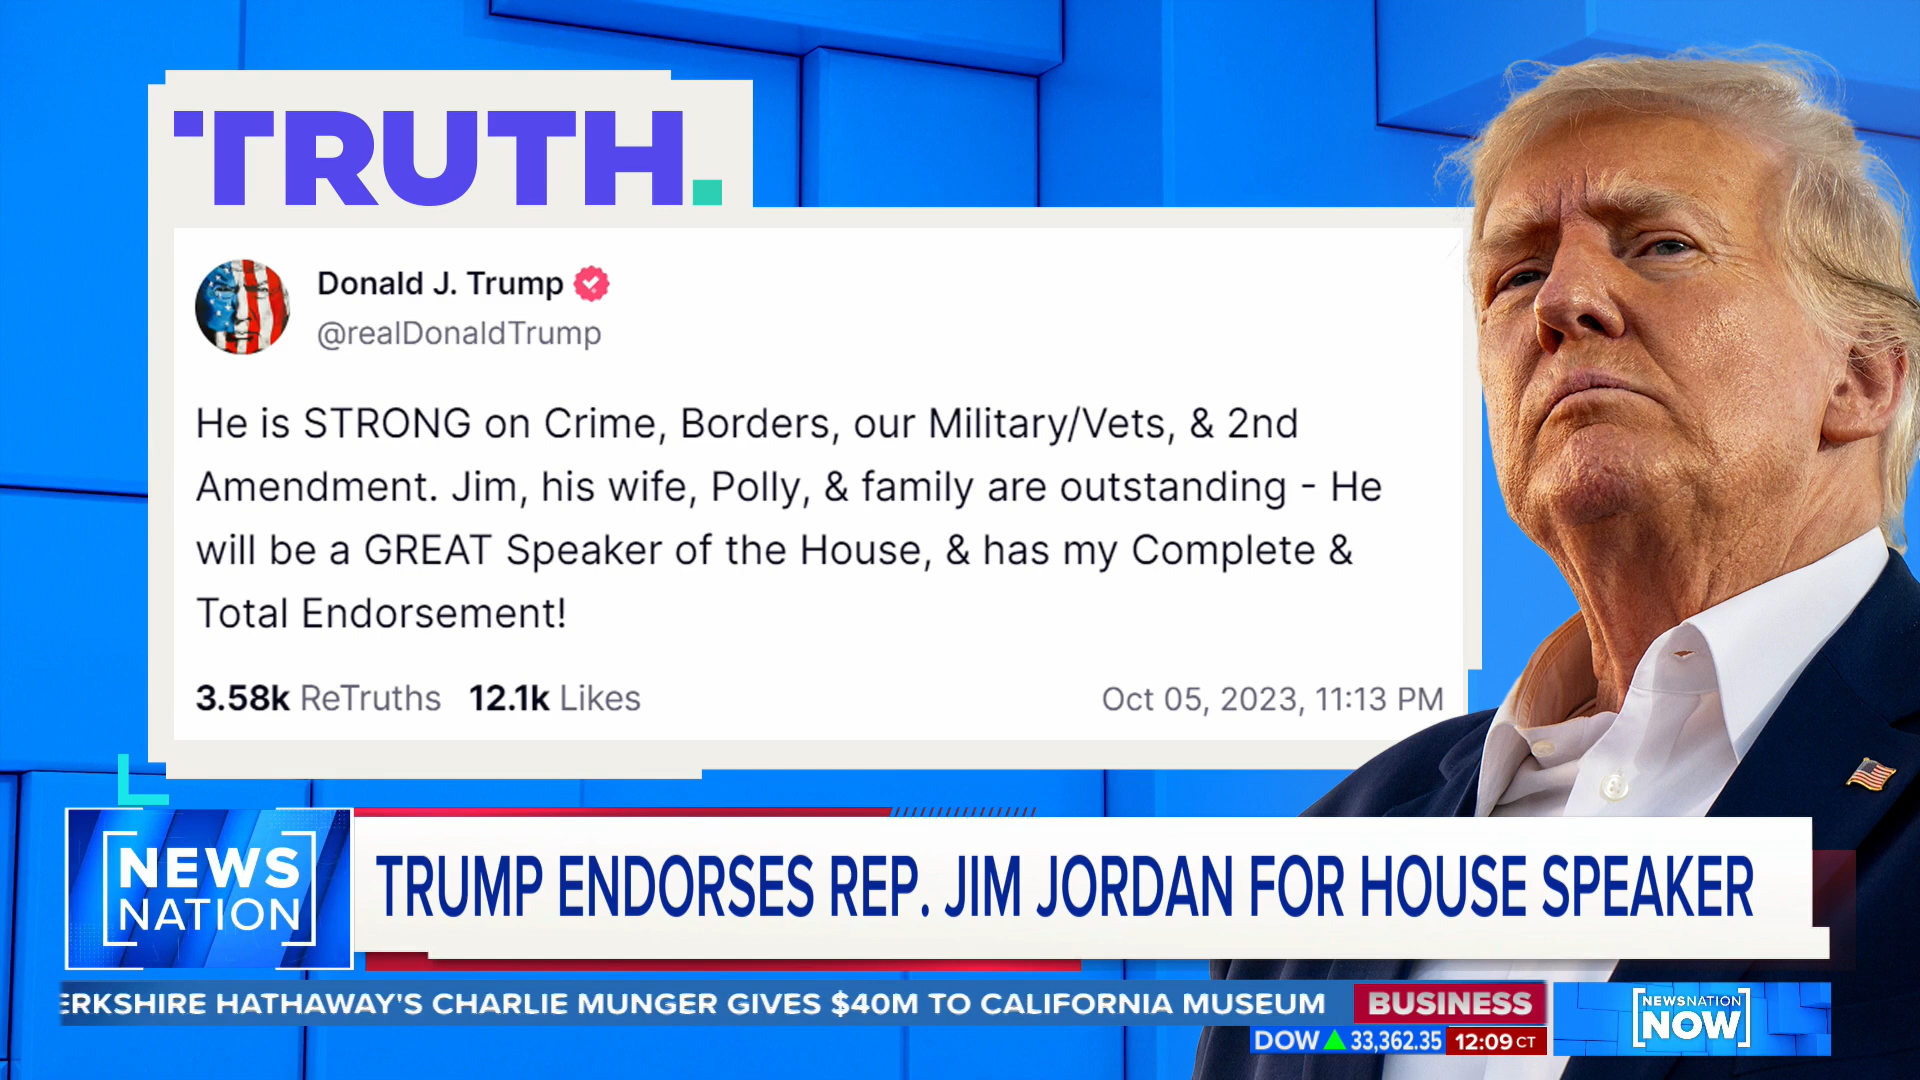 TRUTH.
Donald J. Trump
@realDonaldTrump
He is STRONG on Crime, Borders, our Military/Vets, & 2nd
Amendment. Jim, his wife, Polly, & family are outstanding - He
will be a GREAT Speaker of the House, & has my Complete &
Total Endorsement!
3.58k ReTruths 12.1k Likes
Oct 05, 2023, 11:13 PM
NEWS
NATION
TRUMP ENDORSES REP. JIM JORDAN FOR HOUSE SPEAKER
ERKSHIRE HATHAWAY'S CHARLIE MUNGER GIVES $40M TO CALIFORNIA MUSEUM
BUSINESS
DOW 33,362.35 12:09 CT
NEWSNATION
NOW